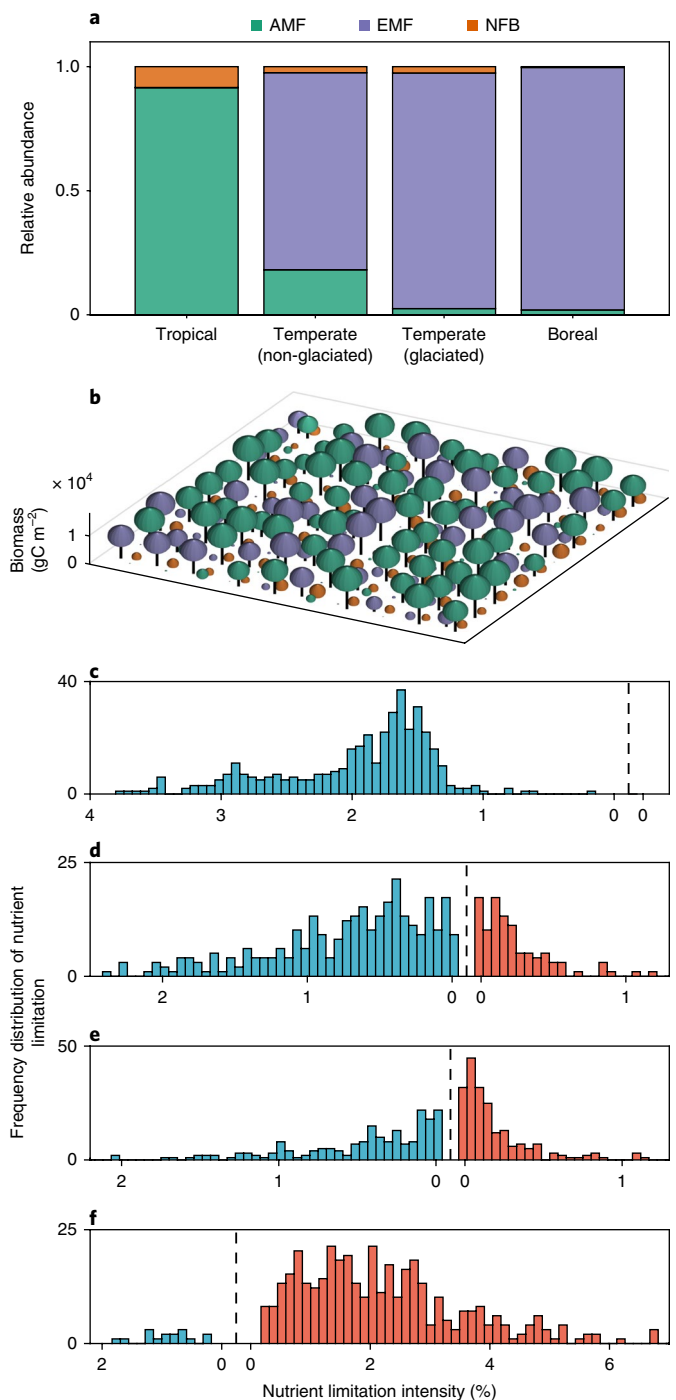 a
AMF EMF NFB
1.0
0.5
0
Relative abundance
Tropical
Temperate
(non-glaciated)
Temperate
(glaciated)
Boreal
b
× 10⁴
1
0
Biomass
(gC m⁻²)
c
40
0
4 3 2 1 0 0
d
25
0
2 1 0 0 1
e
50
0
2 1 0 0 1
f
25
0
2 0 0 2 4 6
Frequency distribution of nutrient
limitation
Nutrient limitation intensity (%)